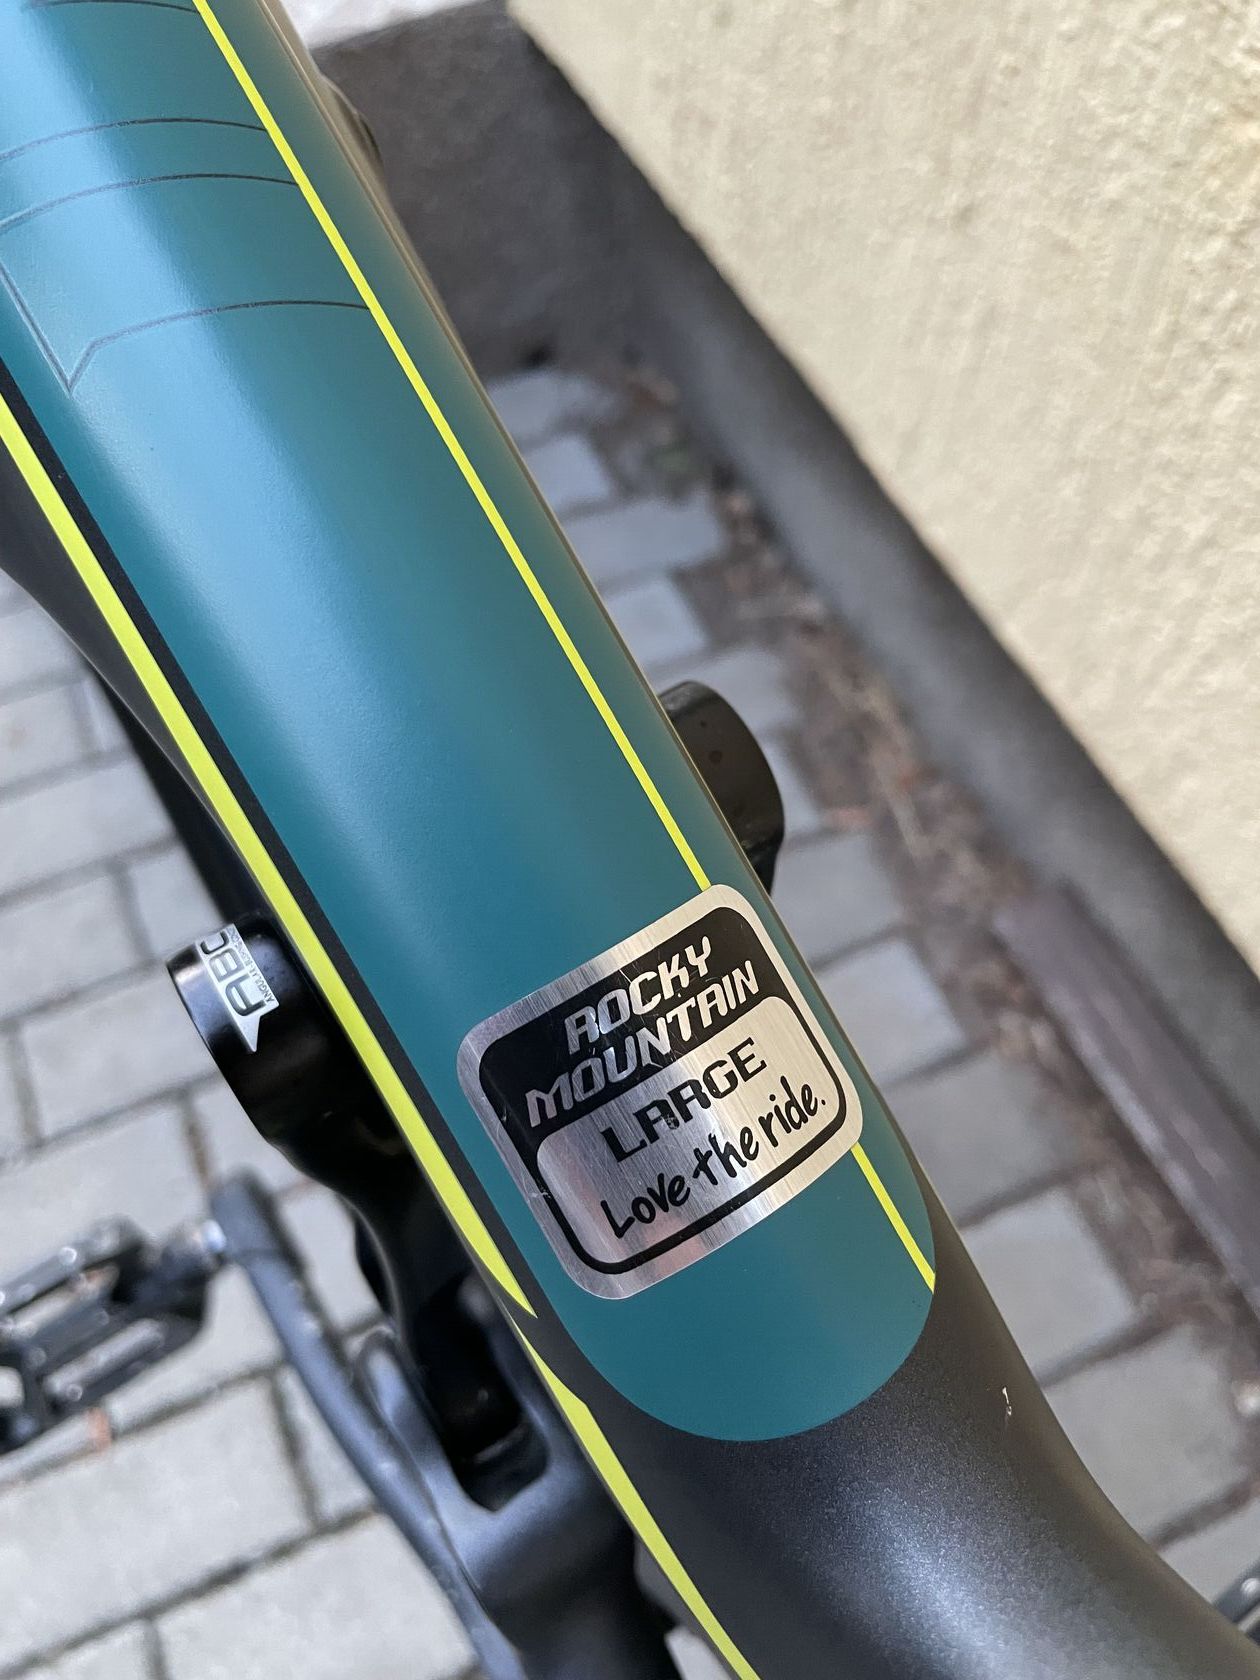 ROCKY
MOUNTAIN
LARGE
Love the ride.
ABC